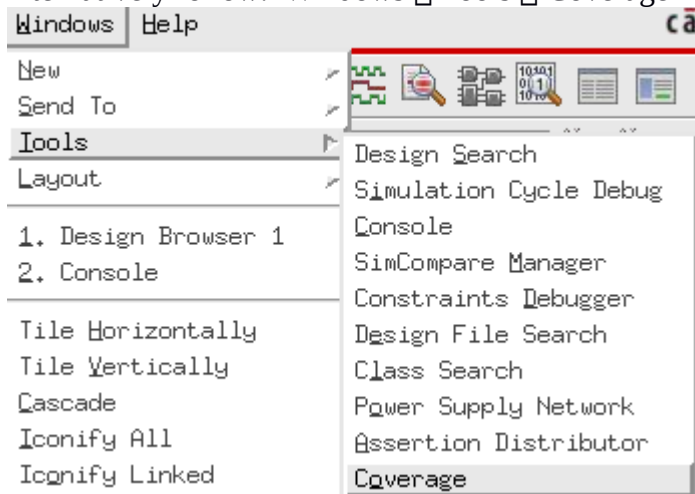 Windows Help
New
Send To
Tools
Layout
1. Design Browser 1
2. Console
Tile Horizontally
Tile Vertically
Cascade
Iconify All
Iconify Linked
Design Search
Simulation Cycle Debug
Console
SimCompare Manager
Constraints Debugger
Design File Search
Class Search
Power Supply Network
Assertion Distributor
Coverage